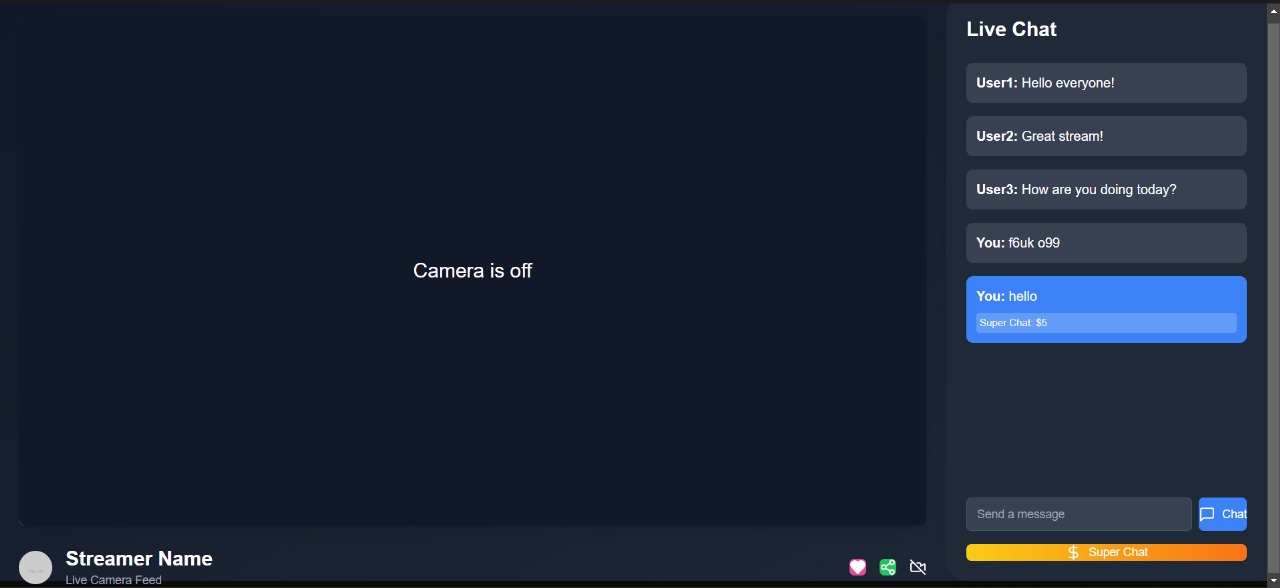 Live Chat
User1: Hello everyone!
User2: Great stream!
User3: How are you doing today?
You: f6uk o99
Camera is off
You: hello
Super Chat: $5
Send a message
Chat
$ Super Chat
Streamer Name
Live Camera Feed